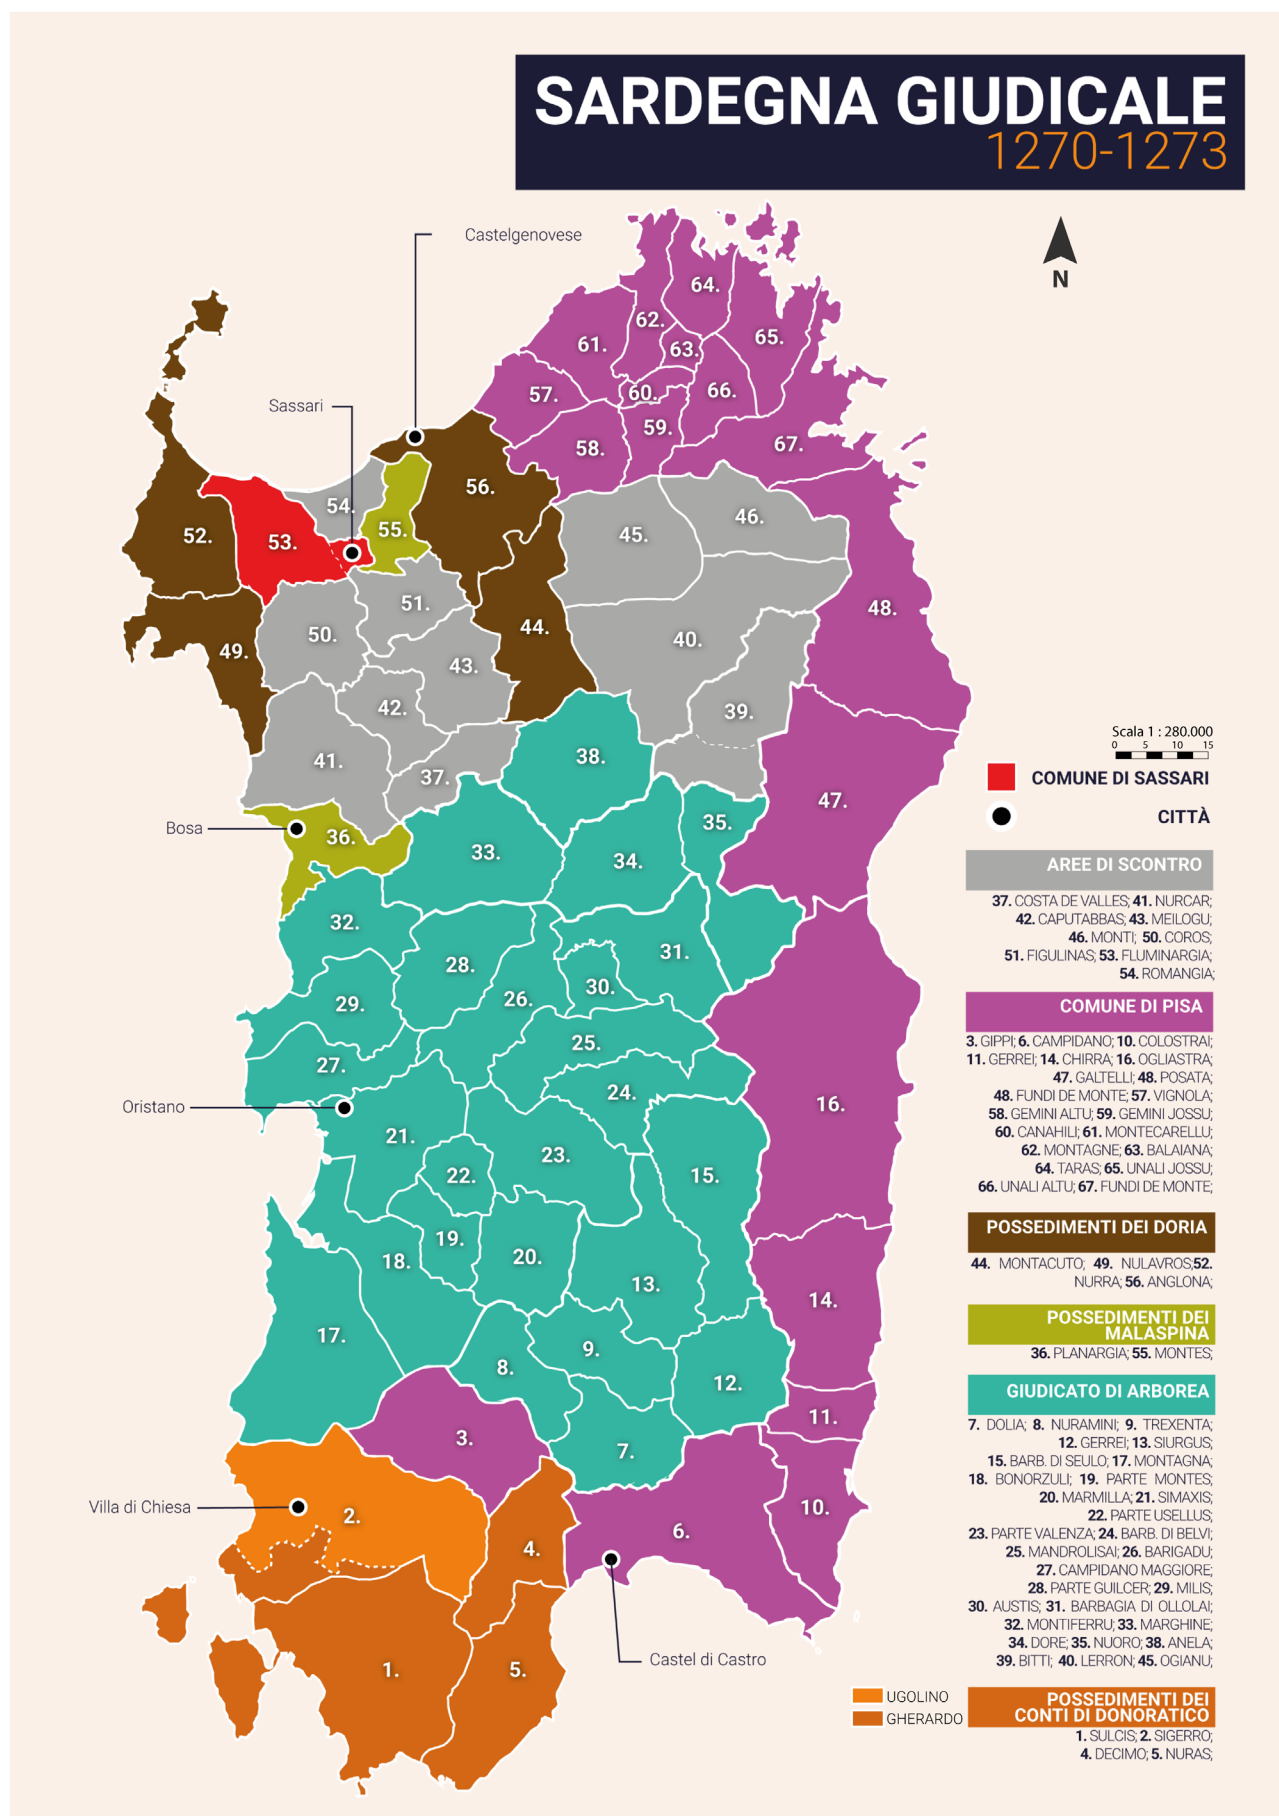 SARDEGNA GIUDICALE
1270-1273
N
Castelgenovese
Sassari
Bosa
Oristano
Villa di Chiesa
Castel di Castro
64.
62.
65.
61.
63.
57.
60.
66.
59.
58.
67.
56.
54.
55.
52.
53.
45.
46.
51.
48.
50.
44.
40.
49.
43.
42.
39.
41.
38.
37.
47.
36.
35.
33.
34.
32.
31.
28.
30.
29.
26.
25.
27.
24.
16.
21.
23.
22.
15.
19.
18.
20.
13.
14.
17.
9.
8.
12.
11.
3.
7.
10.
2.
6.
4.
1.
5.
Scala 1 : 280.000
0 5 10 15
COMUNE DI SASSARI
CITTÀ
AREE DI SCONTRO
37. COSTA DE VALLES; 41. NURCAR;
42. CAPUTABBAS; 43. MEILOGU;
46. MONTI; 50. COROS;
51. FIGULINAS; 53. FLUMINARGIA;
54. ROMANGIA;
COMUNE DI PISA
3. GIPPI; 6. CAMPIDANO; 10. COLOSTRAI;
11. GERREI; 14. CHIRRA; 16. OGLIASTRA;
47. GALTELLI; 48. POSATA;
48. FUNDI DE MONTE; 57. VIGNOLA;
58. GEMINI ALTU; 59. GEMINI JOSSU;
60. CANAHILI; 61. MONTECARELLU;
62. MONTAGNE; 63. BALAIANA;
64. TARAS; 65. UNALI JOSSU;
66. UNALI ALTU; 67. FUNDI DE MONTE;
POSSEDIMENTI DEI DORIA
44. MONTACUTO; 49. NULAVROS;52.
NURRA; 56. ANGLONA;
POSSEDIMENTI DEI
MALASPINA
36. PLANARGIA; 55. MONTES;
GIUDICATO DI ARBOREA
7. DOLIA; 8. NURAMINI; 9. TREXENTA;
12. GERREI; 13. SIURGUS;
15. BARB. DI SEULO; 17. MONTAGNA;
18. BONORZULI; 19. PARTE MONTES;
20. MARMILLA; 21. SIMAXIS;
22. PARTE USELLUS;
23. PARTE VALENZA; 24. BARB. DI BELVI;
25. MANDROLISAI; 26. BARIGADU;
27. CAMPIDANO MAGGIORE;
28. PARTE GUILCER; 29. MILIS;
30. AUSTIS; 31. BARBAGIA DI OLLOLAI;
32. MONTIFERRU; 33. MARGHINE;
34. DORE; 35. NUORO; 38. ANELA;
39. BITTI; 40. LERRON; 45. OGIANU;
UGOLINO
GHERARDO
POSSEDIMENTI DEI
CONTI DI DONORATICO
1. SULCIS; 2. SIGERRO;
4. DECIMO; 5. NURAS;